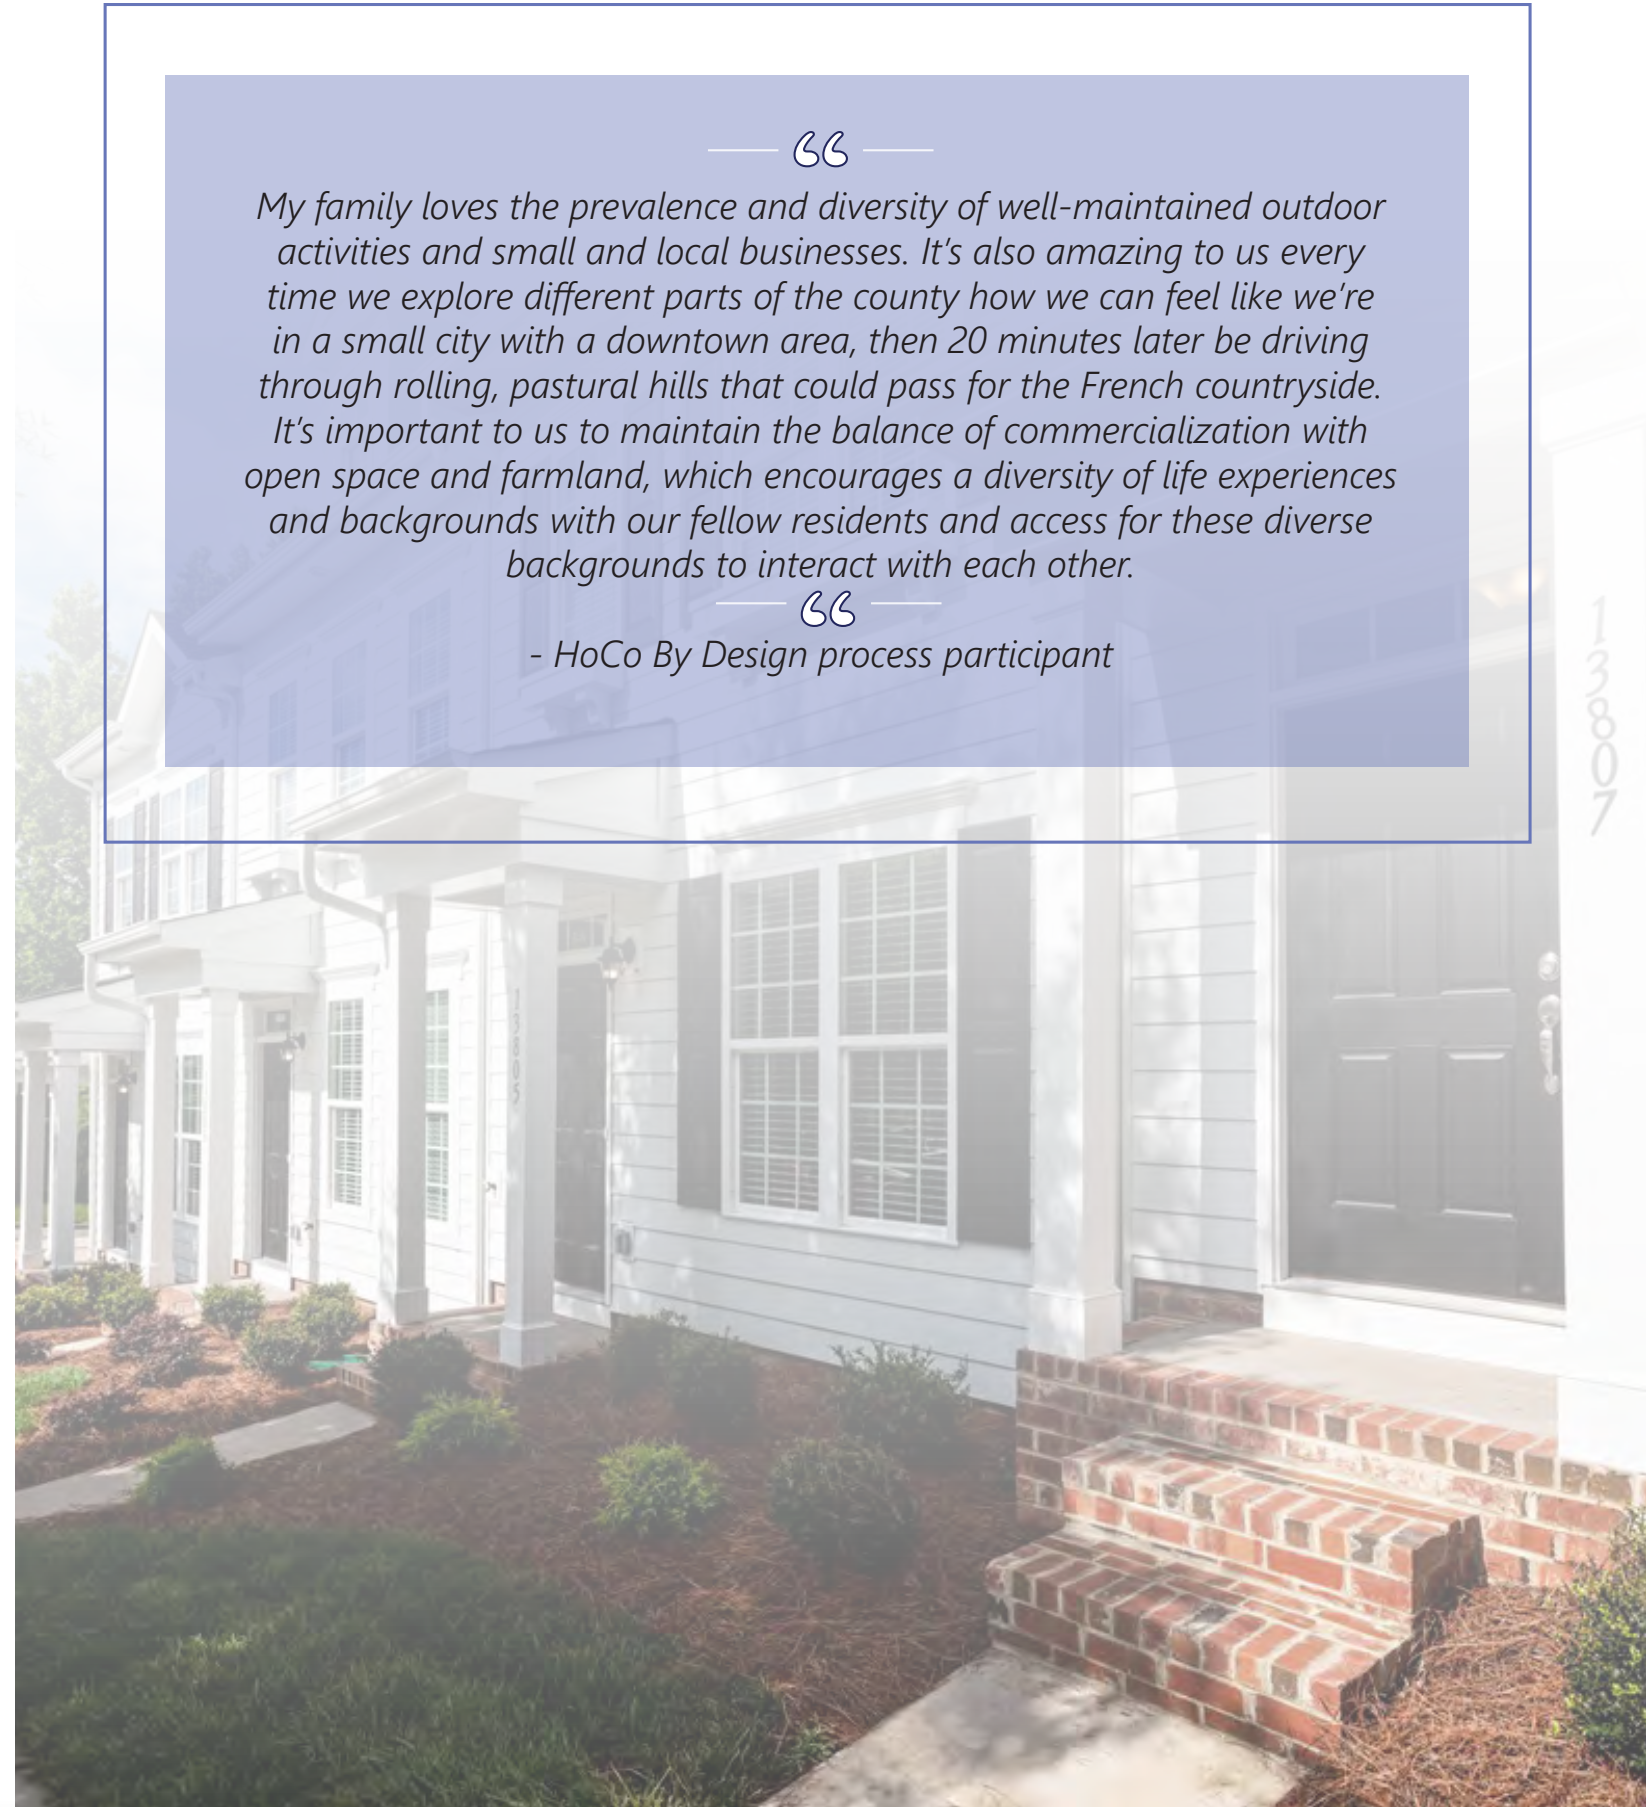 “
My family loves the prevalence and diversity of well-maintained outdoor
activities and small and local businesses. It's also amazing to us every
time we explore different parts of the county how we can feel like we're
in a small city with a downtown area, then 20 minutes later be driving
through rolling, pastural hills that could pass for the French countryside.
It's important to us to maintain the balance of commercialization with
open space and farmland, which encourages a diversity of life experiences
and backgrounds with our fellow residents and access for these diverse
backgrounds to interact with each other.
“
- HoCo By Design process participant
13807
13805